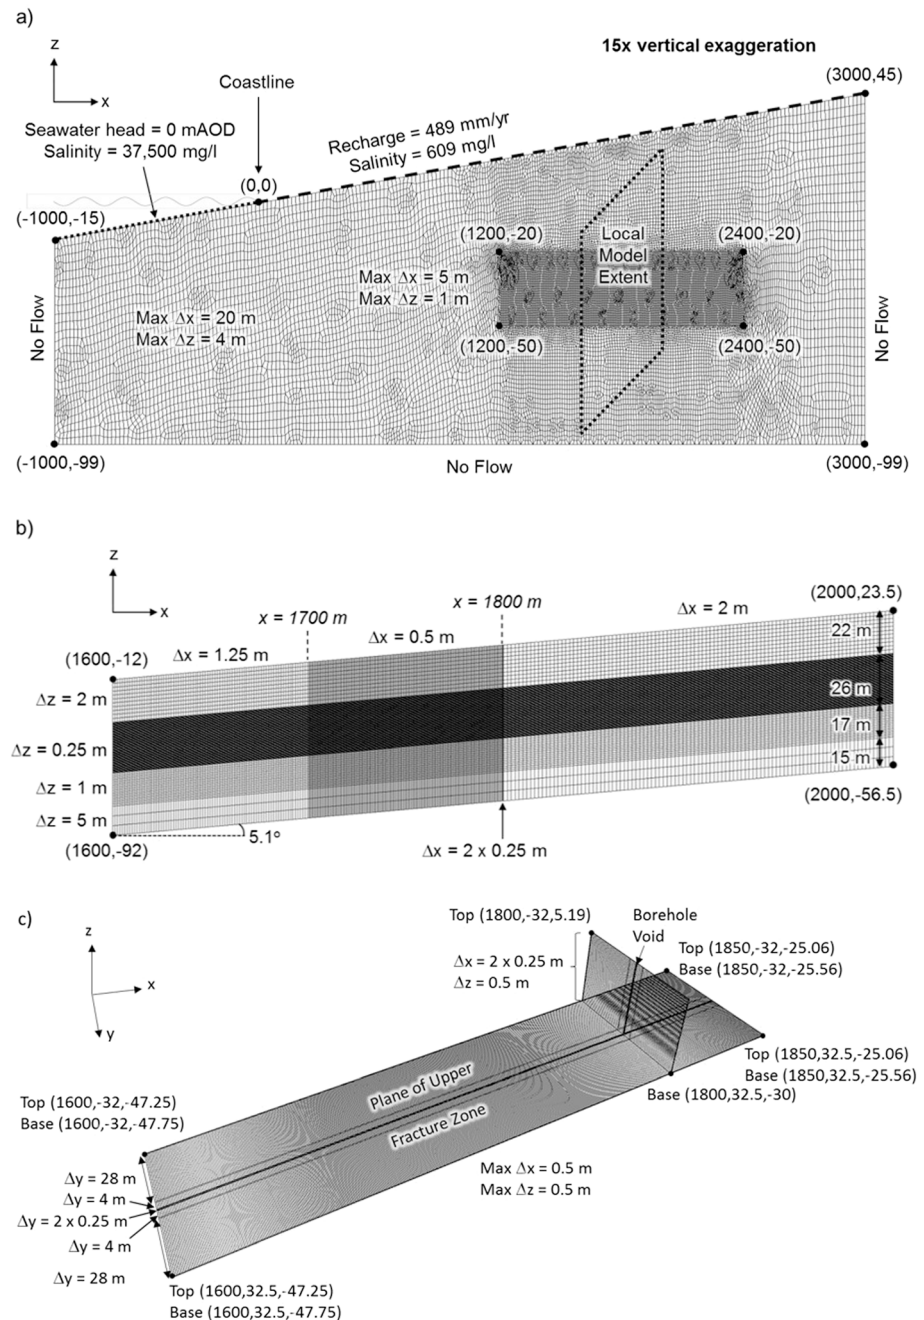 a)
z
x
15x vertical exaggeration
(3000,45)
Coastline
Seawater head = 0 mAOD
Salinity = 37,500 mg/l
Recharge = 489 mm/yr
Salinity = 609 mg/l
(0,0)
(-1000,-15)
(1200,-20)
Local
Model
Extent
(2400,-20)
Max Δx = 5 m
Max Δz = 1 m
Max Δx = 20 m
Max Δz = 4 m
No Flow
No Flow
(1200,-50)
(2400,-50)
(-1000,-99)
No Flow
(3000,-99)
b)
z
x
x = 1700 m
x = 1800 m
Δx = 2 m
(2000,23.5)
Δx = 0.5 m
Δx = 1.25 m
22 m
(1600,-12)
Δz = 2 m
26 m
Δz = 0.25 m
17 m
Δz = 1 m
15 m
Δz = 5 m
(2000,-56.5)
5.1°
(1600,-92)
Δx = 2 x 0.25 m
c)
z
x
y
Top (1800,-32,5.19)
Borehole
Void
Δx = 2 x 0.25 m
Δz = 0.5 m
Top (1850,-32,-25.06)
Base (1850,-32,-25.56)
Top (1850,32.5,-25.06)
Base (1850,32.5,-25.56)
Base (1800,32.5,-30)
Plane of Upper
Fracture Zone
Top (1600,-32,-47.25)
Base (1600,-32,-47.75)
Max Δx = 0.5 m
Max Δz = 0.5 m
Δy = 28 m
Δy = 4 m
Δy = 2 x 0.25 m
Δy = 4 m
Δy = 28 m
Top (1600,32.5,-47.25)
Base (1600,32.5,-47.75)